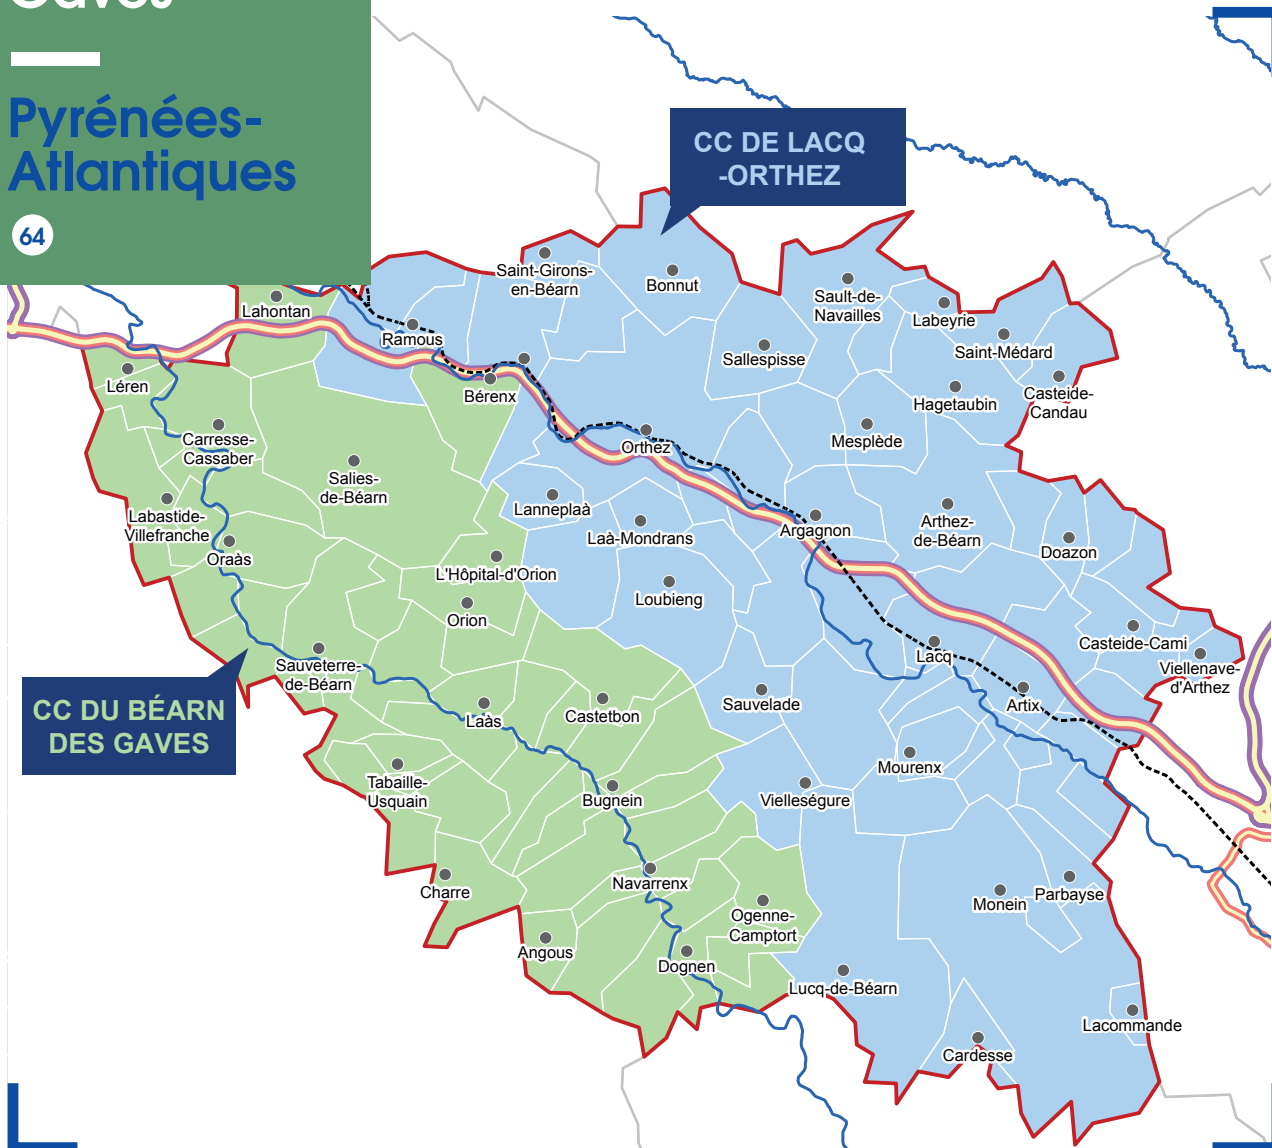 Gaves
Pyrénées-
Atlantiques
64
CC DE LACQ
-ORTHEZ
Saint-Girons-
en-Béarn
Bonnut
Sault-de-
Navailles
Labeyrie
Lahontan
Ramous
Saint-Médard
Sallespisse
Léren
Bérenx
Hagetaubin
Casteide-
Candau
Carresse-
Cassaber
Orthez
Mesplède
Salies-
de-Béarn
Labastide-
Villefranche
Lanneplaà
Laà-Mondrans
Argagnon
Arthez-
de-Béarn
Doazon
Oraàs
L'Hôpital-d'Orion
Loubieng
Orion
Casteide-Cami
Viellenave-
d'Arthez
Lacq
Sauveterre-
de-Béarn
Sauvelade
Artix
CC DU BÉARN
DES GAVES
Laàs
Castetbon
Mourenx
Tabaille-
Usquain
Bugnein
Vielleségure
Charre
Navarrenx
Monein
Parbayse
Ogenne-
Camptort
Angous
Dognen
Lucq-de-Béarn
Lacommande
Cardesse